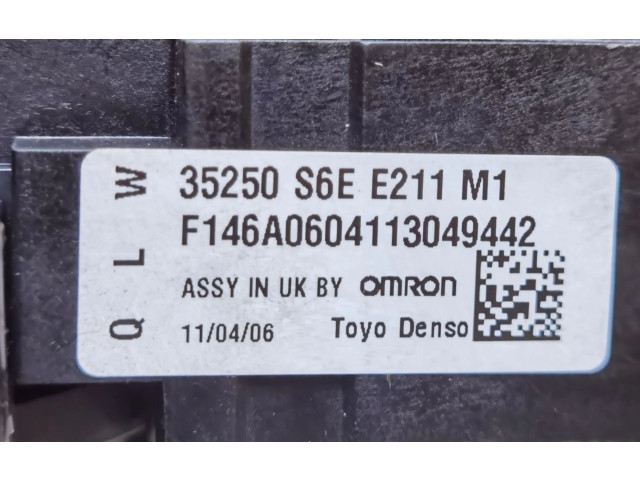 35250 S6E E211 M1
F146A0604113049442
ASSY IN UK BY OMRON
11/04/06 Toyo Denso
Q L W